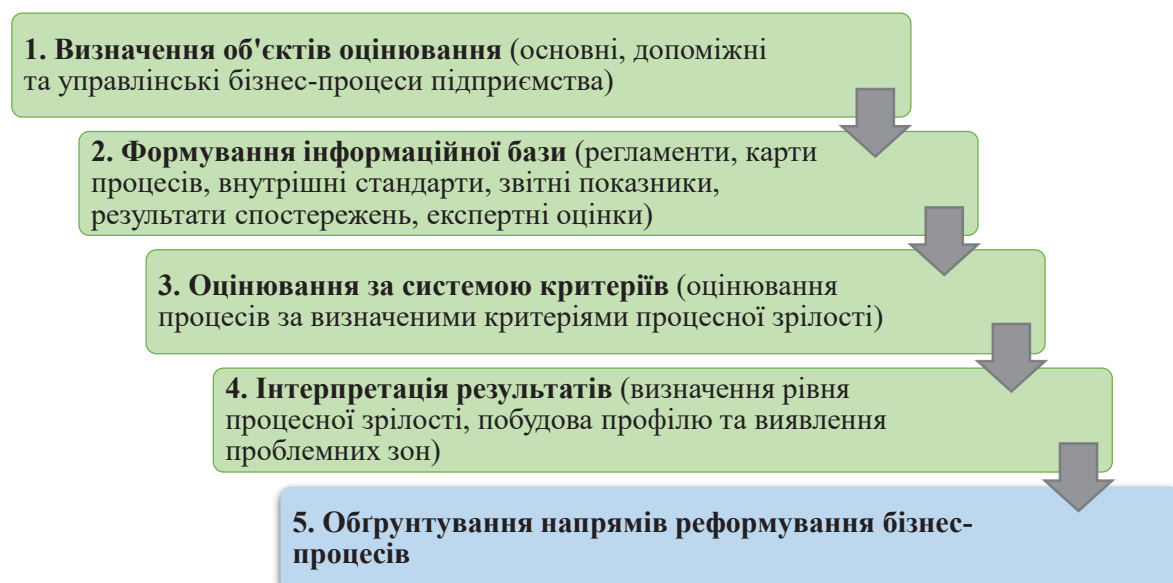 1. Визначення об'єктів оцінювання (основні, допоміжні
та управлінські бізнес-процеси підприємства)
2. Формування інформаційної бази (регламенти, карти
процесів, внутрішні стандарти, звітні показники,
результати спостережень, експертні оцінки)
3. Оцінювання за системою критеріїв (оцінювання
процесів за визначеними критеріями процесної зрілості)
4. Інтерпретація результатів (визначення рівня
процесної зрілості, побудова профілю та виявлення
проблемних зон)
5. Обґрунтування напрямів реформування бізнес-
процесів